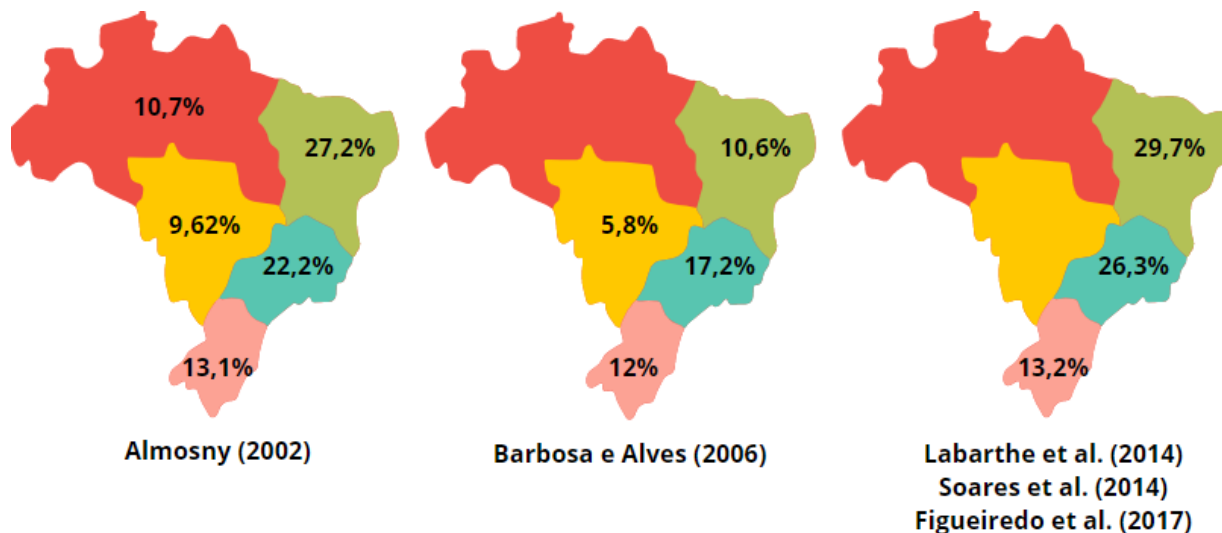 10,7%
27,2%
9,62%
22,2%
13,1%
Almosny (2002)
10,6%
5,8%
17,2%
12%
Barbosa e Alves (2006)
29,7%
26,3%
13,2%
Labarthe et al. (2014)
Soares et al. (2014)
Figueiredo et al. (2017)